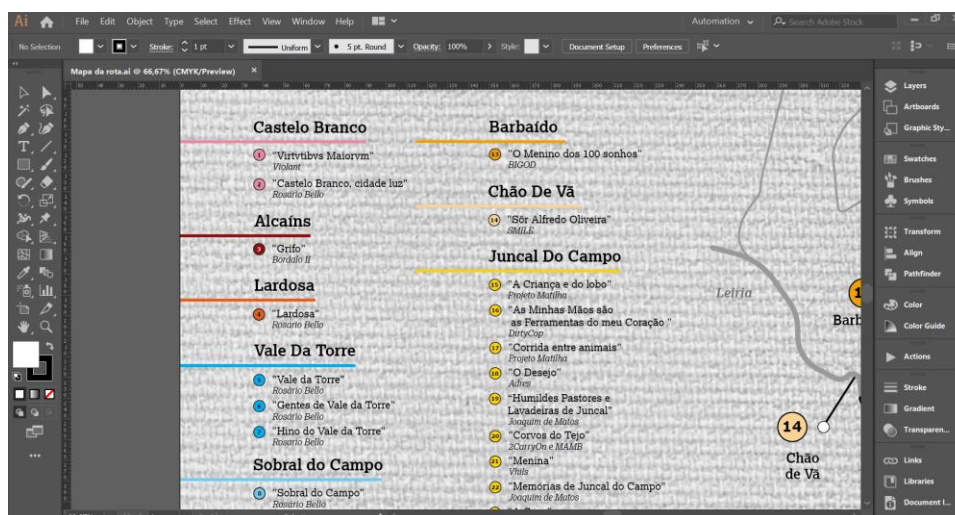 Ai File Edit Object Type Select Effect View Window Help Automation Search Adobe Stock
No Selection Stroke: 1 pt Uniform 5 pt. Round Opacity: 100% Style: Document Setup Preferences
Mapa da rota.ai @ 66,67% (CMYK/Preview) ×
Castelo Branco
1 "Virtvtibvs Maiorvm"
Violant
2 "Castelo Branco, cidade luz"
Rosário Bello
Alcaíns
3 "Grifo"
Bordalo II
Lardosa
4 "Lardosa"
Rosário Bello
Vale Da Torre
5 "Vale da Torre"
Rosário Bello
6 "Gentes de Vale da Torre"
Rosário Bello
7 "Hino do Vale da Torre"
Rosário Bello
Sobral do Campo
8 "Sobral do Campo"
Rosário Bello
Barbaído
13 "O Menino dos 100 sonhos"
BIGOD
Chão De Vã
14 "Sôr Alfredo Oliveira"
SMILE
Juncal Do Campo
15 "A Criança e do lobo"
Projeto Matilha
16 "As Minhas Mãos são
as Ferramentas do meu Coração "
DirtyCop
17 "Corrida entre animais"
Projeto Matilha
18 "O Desejo"
Adres
19 "Humildes Pastores e
Lavadeiras de Juncal"
Joaquim de Matos
20 "Corvos do Tejo"
2CarryOn e MAMB
21 "Menina"
Vhils
22 "Memórias de Juncal do Campo"
Joaquim de Matos
Leiria
Barb
14
Chão
de Vã
Layers
Artboards
Graphic Sty...
Swatches
Brushes
Symbols
Transform
Align
Pathfinder
Color
Color Guide
Actions
Stroke
Gradient
Transparen...
Links
Libraries
Document I...